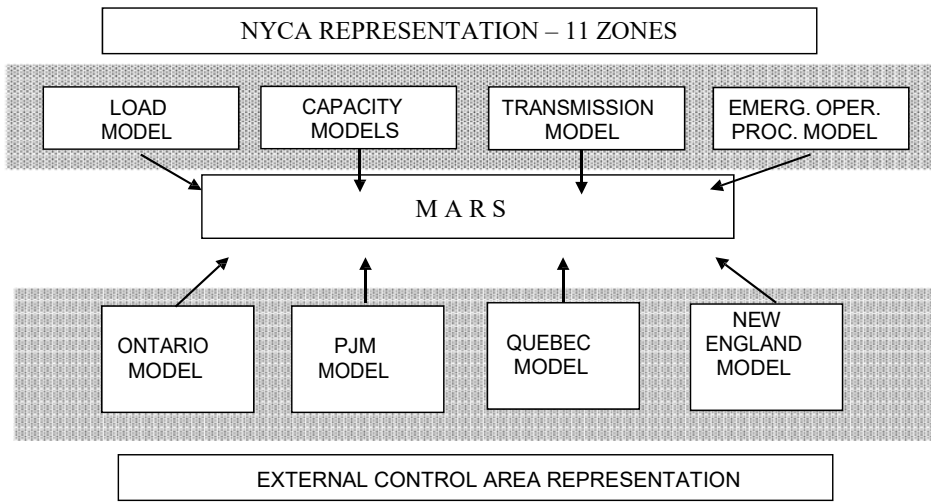 NYCA REPRESENTATION – 11 ZONES
LOAD
MODEL
CAPACITY
MODELS
TRANSMISSION
MODEL
EMERG. OPER.
PROC. MODEL
M A R S
ONTARIO
MODEL
PJM
MODEL
QUEBEC
MODEL
NEW
ENGLAND
MODEL
EXTERNAL CONTROL AREA REPRESENTATION